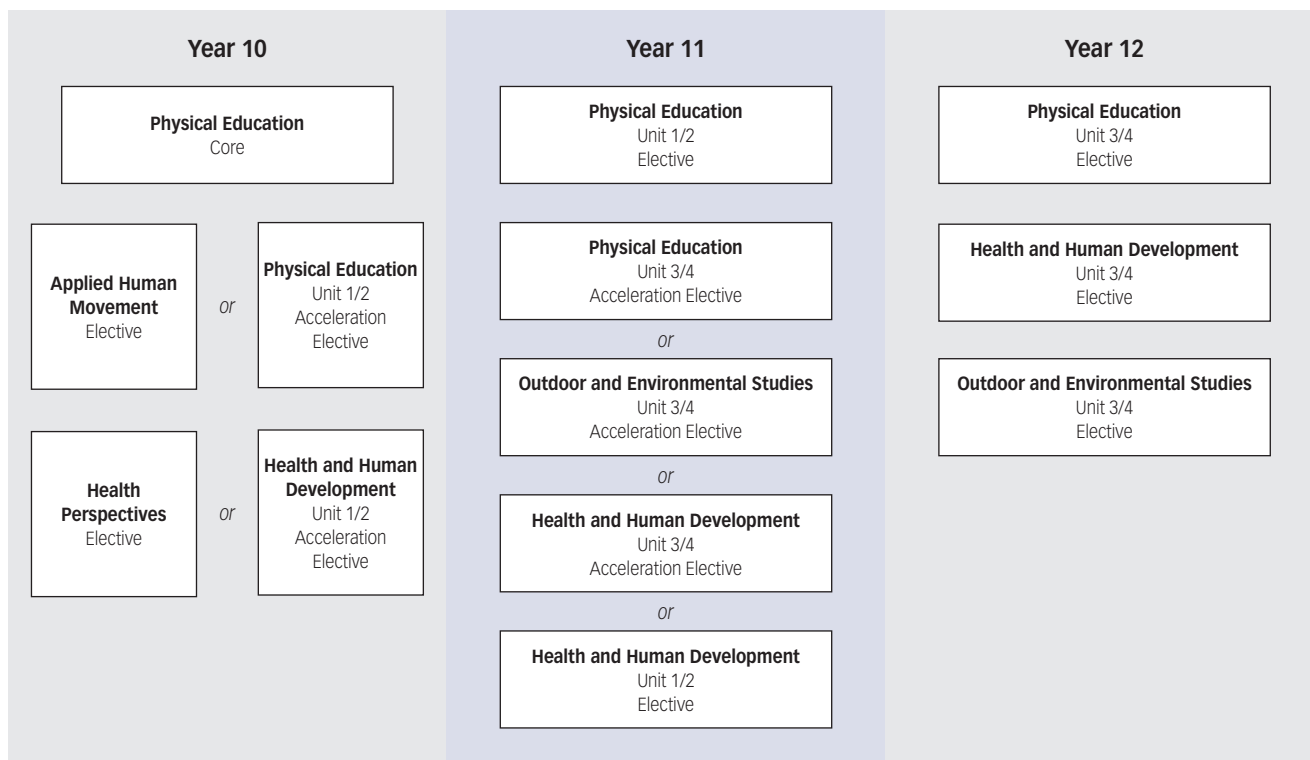 Year 10
Physical Education
Core
Applied Human
Movement
Elective
or
Physical Education
Unit 1/2
Acceleration
Elective
Health
Perspectives
Elective
or
Health and Human
Development
Unit 1/2
Acceleration
Elective
Year 11
Physical Education
Unit 1/2
Elective
Physical Education
Unit 3/4
Acceleration Elective
or
Outdoor and Environmental Studies
Unit 3/4
Acceleration Elective
or
Health and Human Development
Unit 3/4
Acceleration Elective
or
Health and Human Development
Unit 1/2
Elective
Year 12
Physical Education
Unit 3/4
Elective
Health and Human Development
Unit 3/4
Elective
Outdoor and Environmental Studies
Unit 3/4
Elective